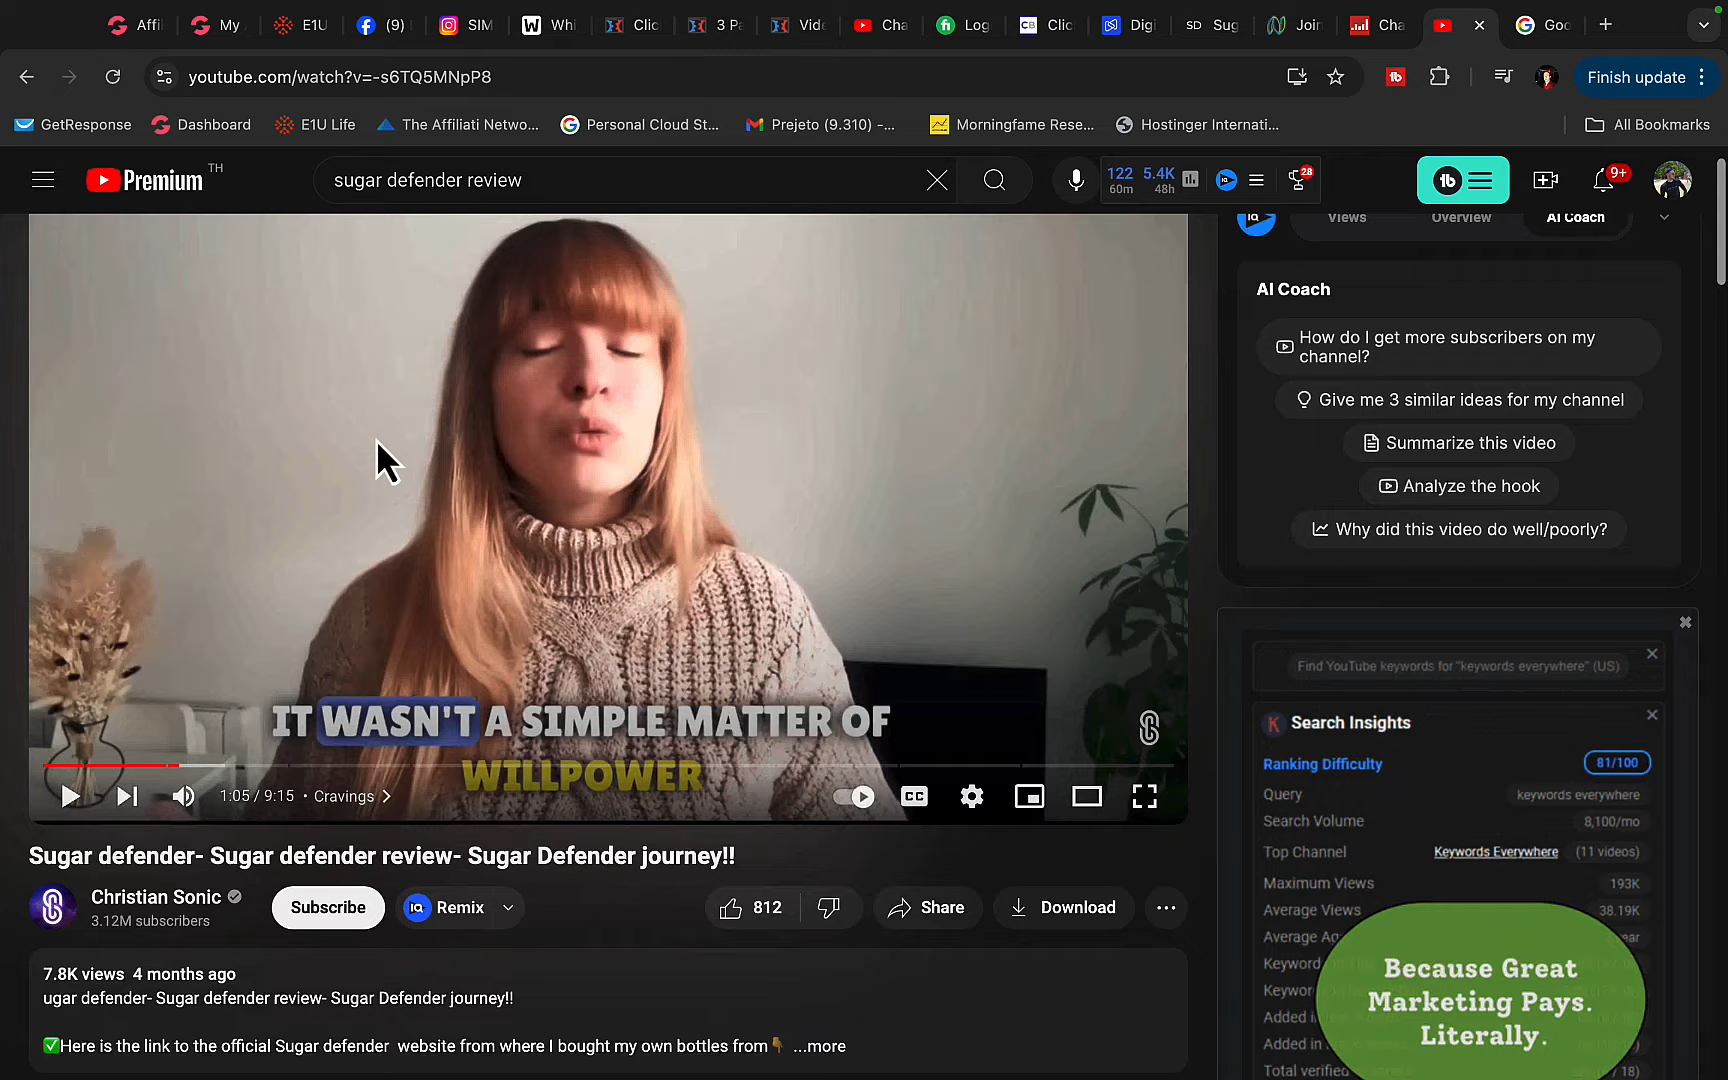 Affili
My
E1U
(9)
SIM
Whi
Clic
3 Pa
Vide
Cha
Log
Clic
Digi
SD Sug
Join
Cha
Goo
youtube.com/watch?v=-s6TQ5MNpP8
Finish update
GetResponse
Dashboard
E1U Life
The Affiliati Netwo...
Personal Cloud St...
Prejeto (9.310) -...
Morningfame Rese...
Hostinger Internati...
All Bookmarks
Premium TH
sugar defender review
122 5.4K
60m 48h
28
9+
Views Overview AI Coach
AI Coach
How do I get more subscribers on my
channel?
Give me 3 similar ideas for my channel
Summarize this video
Analyze the hook
Why did this video do well/poorly?
IT WASN'T A SIMPLE MATTER OF
WILLPOWER
1:05 / 9:15 • Cravings
CC
Sugar defender- Sugar defender review- Sugar Defender journey!!
Christian Sonic
3.12M subscribers
Subscribe
Remix
812
Share
Download
7.8K views 4 months ago
ugar defender- Sugar defender review- Sugar Defender journey!!
✅Here is the link to the official Sugar defender website from where I bought my own bottles from👇🏾 ...more
Find YouTube keywords for "keywords everywhere" (US)
Search Insights
Ranking Difficulty 81/100
Query keywords everywhere
Search Volume 8,100/mo
Top Channel Keywords Everywhere (11 videos)
Maximum Views 193K
Average Views 38.19K
Because Great
Marketing Pays.
Literally.